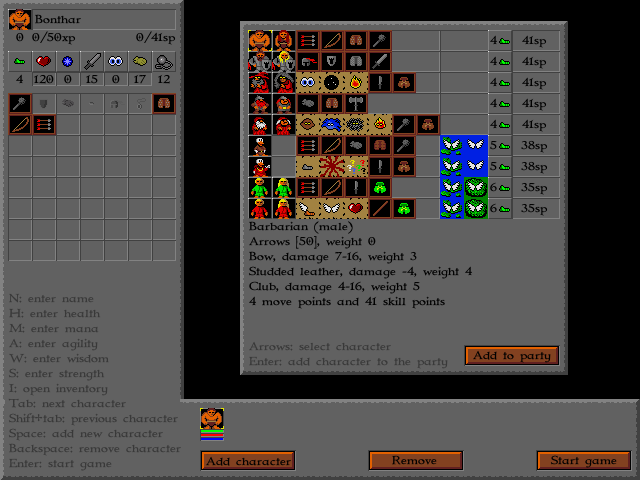 Bonthar
0 0/50xp 0/41sp
4 120 0 15 0 17 12
4 41sp
4 41sp
4 41sp
4 41sp
4 41sp
5 38sp
5 38sp
6 35sp
6 35sp
Barbarian (male)
Arrows [50], weight 0
Bow, damage 7-16, weight 3
Studded leather, damage -4, weight 4
Club, damage 4-16, weight 5
4 move points and 41 skill points
Arrows: select character
Enter: add character to the party
Add to party
N: enter name
H: enter health
M: enter mana
A: enter agility
W: enter wisdom
S: enter strength
I: open inventory
Tab: next character
Shift+tab: previous character
Space: add new character
Backspace: remove character
Enter: start game
Add character
Remove
Start game